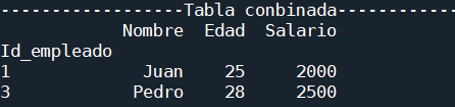 ------------------Tabla conbinada------------
Nombre Edad Salario
Id_empleado
1 Juan 25 2000
3 Pedro 28 2500